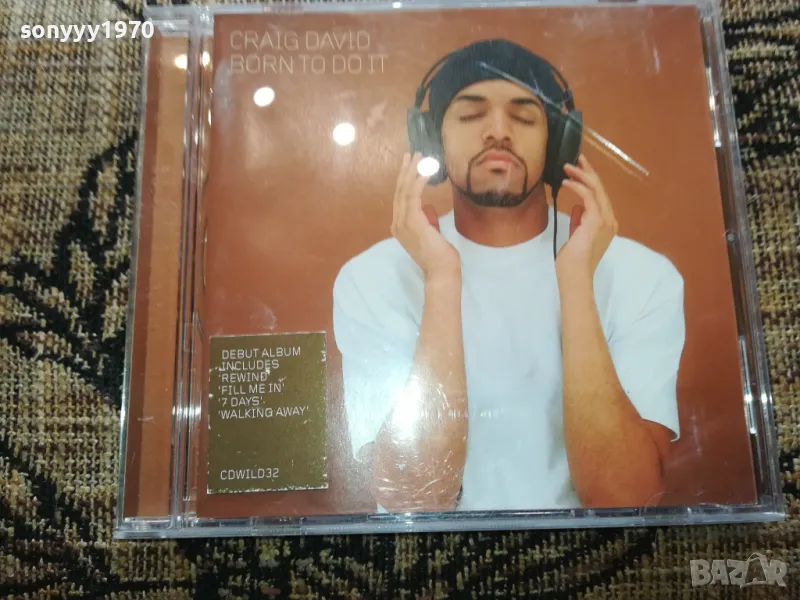 sonyyy1970
CRAIG DAVID
BORN TO DO IT
DEBUT ALBUM
INCLUDES
'REWIND'
'FILL ME IN'
'7 DAYS'
'WALKING AWAY'
CDWILD32
BAZAR